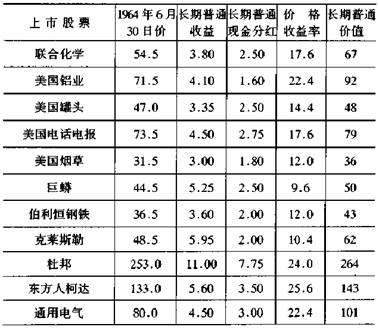 上市股票 1964年6月30日价 长期普通收益 长期普通现金分红 价格收益率 长期普通价值
联合化学 54.5 3.80 2.50 17.6 67
美国铝业 71.5 4.10 1.60 22.4 92
美国罐头 47.0 3.35 2.50 14.4 48
美国电话电报 73.5 4.50 2.75 17.6 79
美国烟草 31.5 3.00 1.80 12.0 36
巨蟒 44.5 5.25 2.50 9.6 50
伯利恒钢铁 36.5 3.60 2.00 12.0 43
克莱斯勒 48.5 5.95 2.00 10.4 62
杜邦 253.0 11.00 7.75 24.0 264
东方人柯达 133.0 5.60 3.50 25.6 143
通用电气 80.0 4.50 3.00 22.4 101